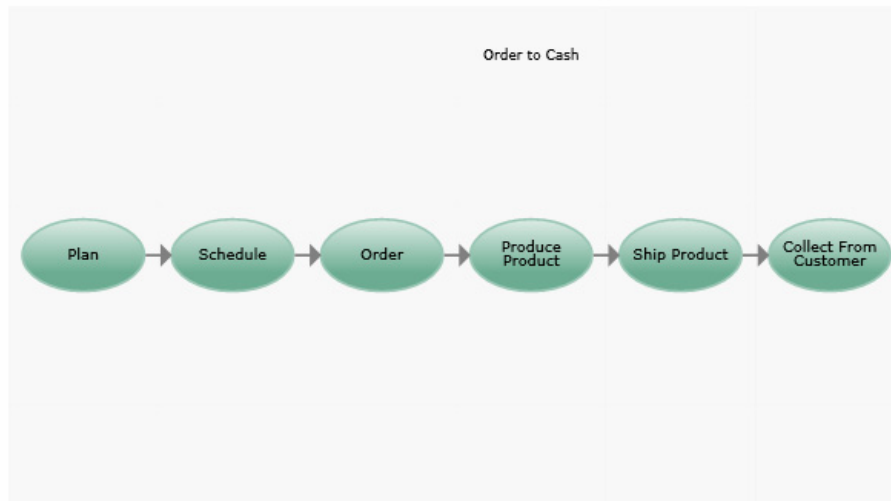 Order to Cash
Plan
Schedule
Order
Produce
Product
Ship Product
Collect From
Customer